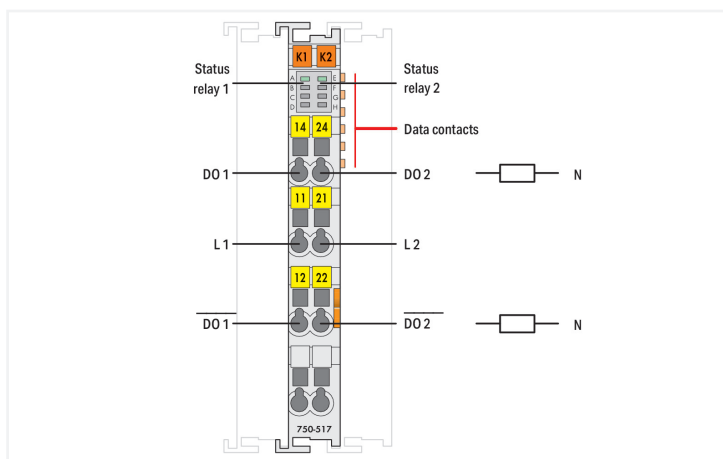 K1 K2
Status
relay 1
Status
relay 2
A E
B F
C G
D H
Data contacts
14 24
DO 1
DO 2
N
11 21
L 1
L 2
12 22
DO 1
DO 2
N
750-517